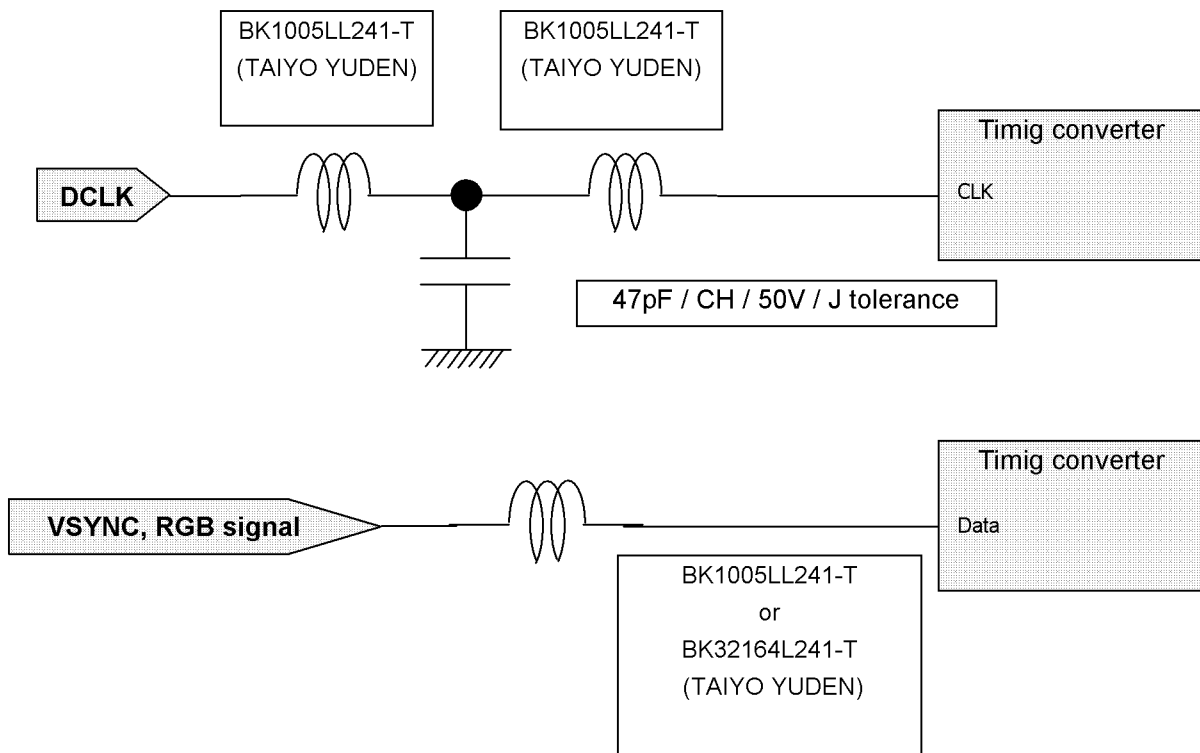 BK1005LL241-T
(TAIYO YUDEN)
BK1005LL241-T
(TAIYO YUDEN)
Timig converter
DCLK
CLK
47pF / CH / 50V / J tolerance
Timig converter
VSYNC, RGB signal
Data
BK1005LL241-T
or
BK32164L241-T
(TAIYO YUDEN)